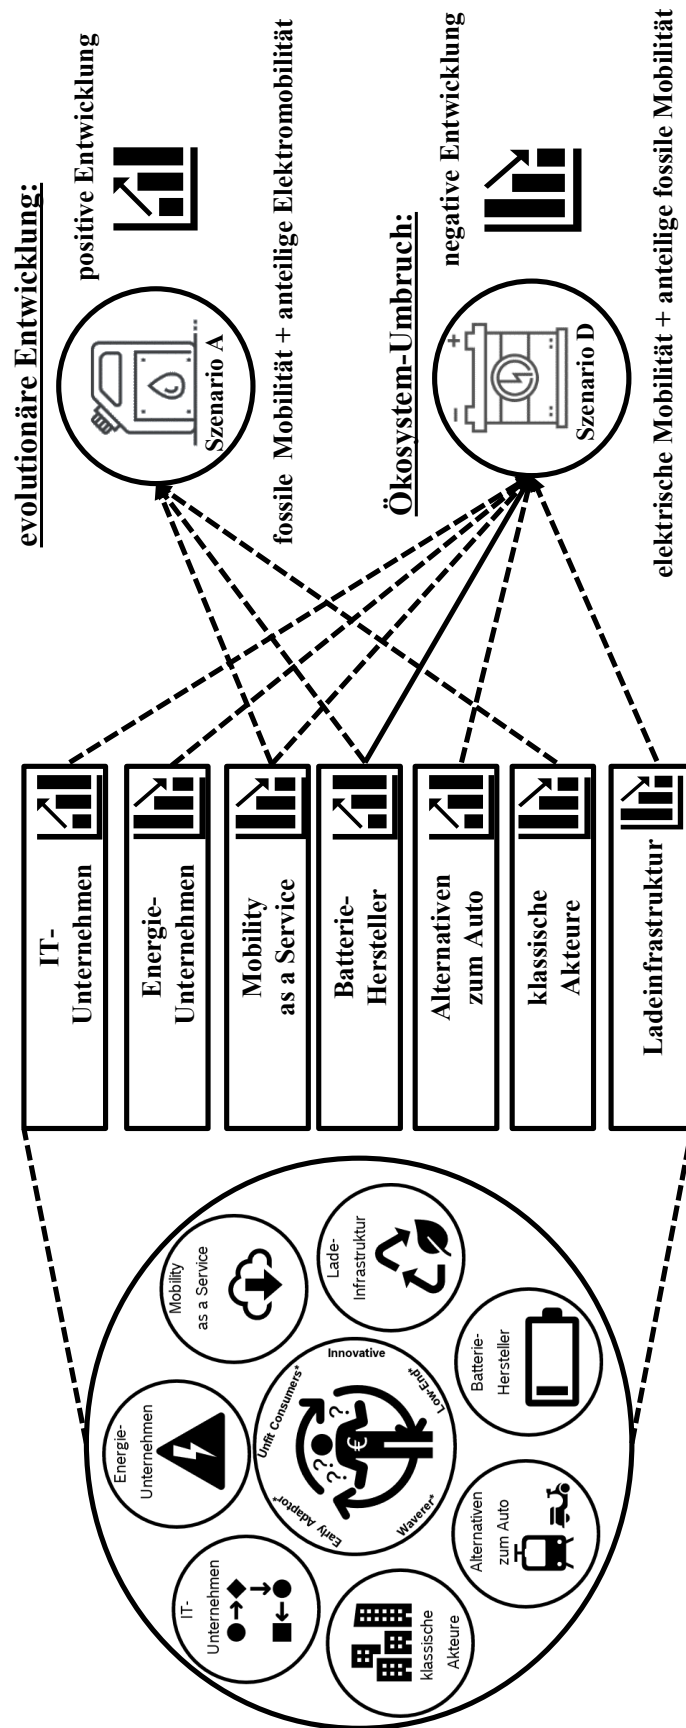 IT-
Unternehmen
Energie-
Unternehmen
Mobility
as a Service
Lade-
Infrastruktur
Batterie-
Hersteller
Alternativen
zum Auto
klassische
Akteure
Unfit Consumers*
Innovative
Low-End*
Waverer*
Early Adaptor*
€
?
?
?
?
?
IT-
Unternehmen
Energie-
Unternehmen
Mobility
as a Service
Batterie-
Hersteller
Alternativen
zum Auto
klassische
Akteure
Ladeinfrastruktur
evolutionäre Entwicklung:
positive Entwicklung
Szenario A
fossile Mobilität + anteilige Elektromobilität
Ökosystem-Umbruch:
negative Entwicklung
− +
Szenario D
elektrische Mobilität + anteilige fossile Mobilität